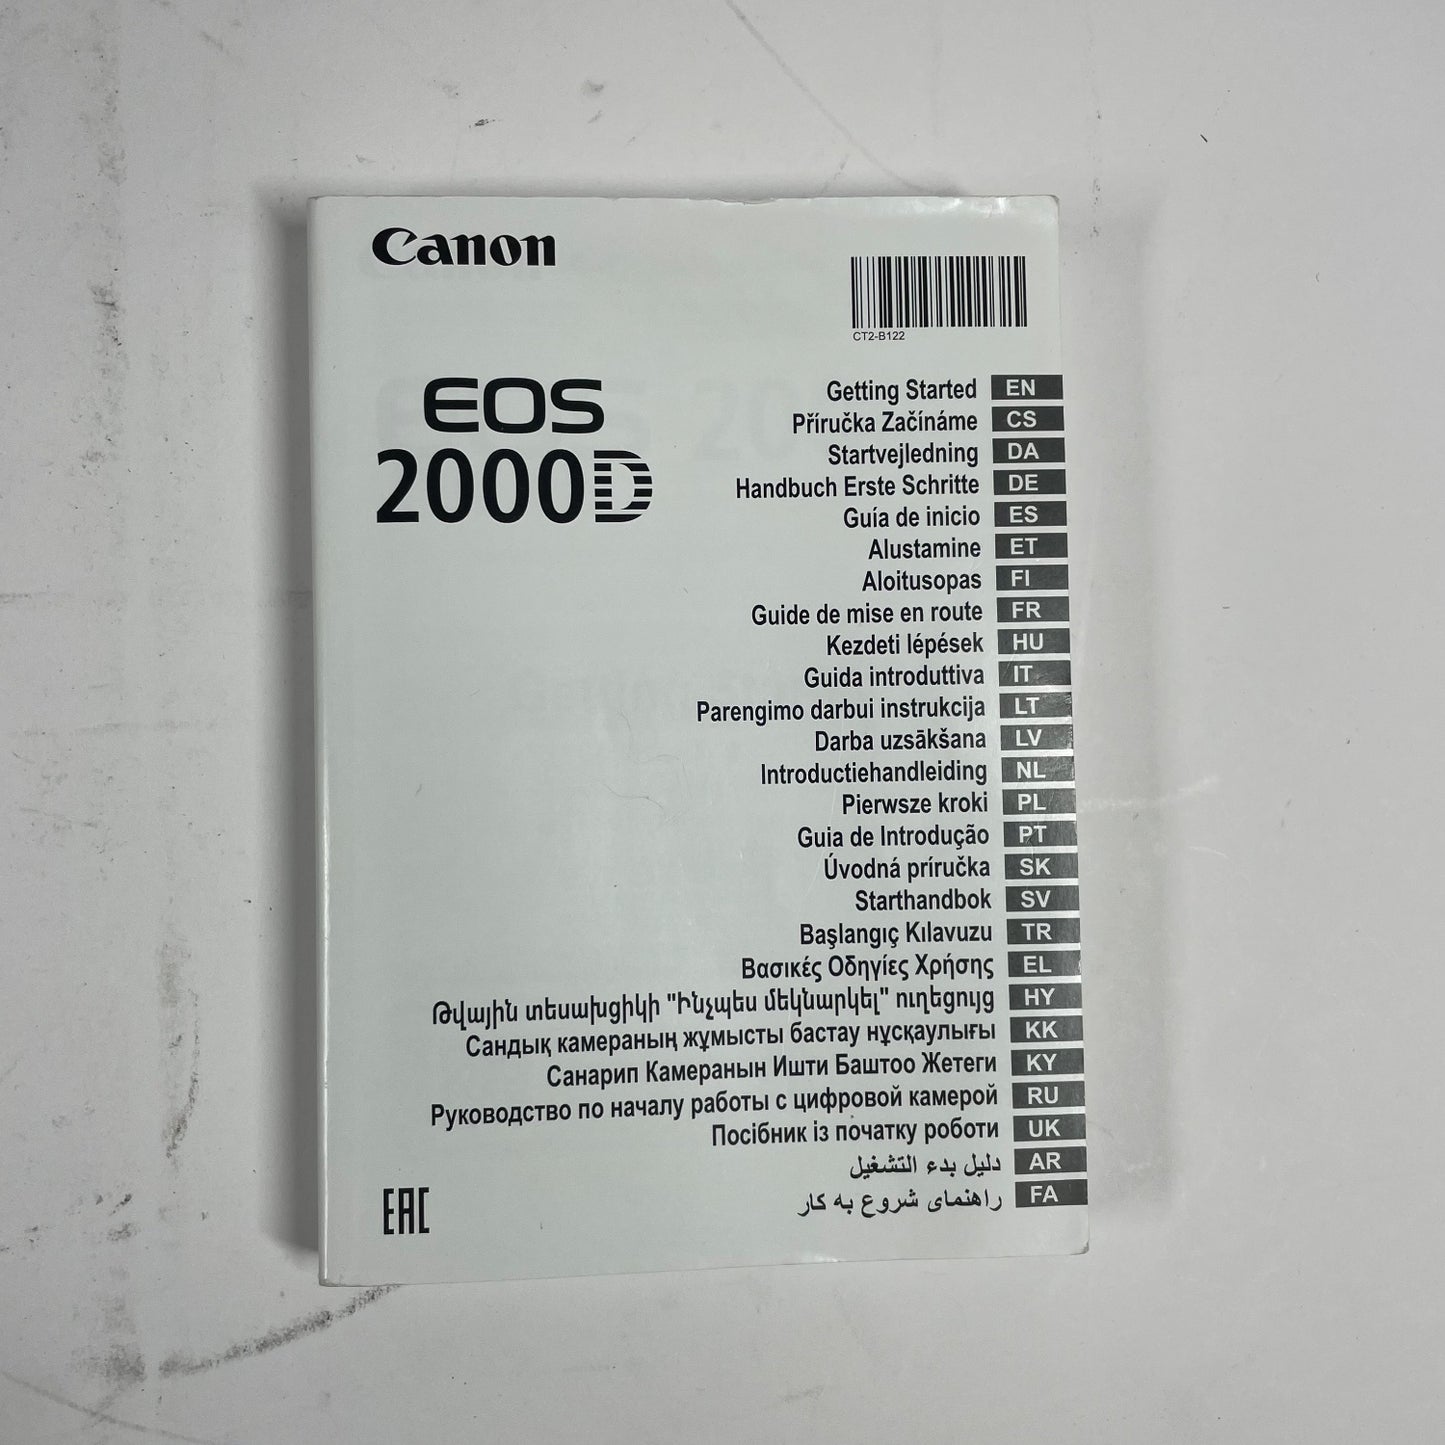 Canon
CT2-B122
EOS
2000D
Getting Started EN
Příručka Začínáme CS
Startvejledning DA
Handbuch Erste Schritte DE
Guía de inicio ES
Alustamine ET
Aloitusopas FI
Guide de mise en route FR
Kezdeti lépések HU
Guida introduttiva IT
Parengimo darbui instrukcija LT
Darba uzsākšana LV
Introductiehandleiding NL
Pierwsze kroki PL
Guia de Introdução PT
Úvodná príručka SK
Starthandbok SV
Başlangıç Kılavuzu TR
Βασικές Οδηγίες Χρήσης EL
Թվային տեսախցիկի "Ինչպես մեկնարկել" ուղեցույց HY
Сандық камераның жұмысты бастау нұсқаулығы KK
Санарип Камеранын Ишти Баштоо Жетеги KY
Руководство по началу работы с цифровой камерой RU
Посібник із початку роботи UK
دليل بدء التشغيل AR
راهنمای شروع به کار FA
EAC